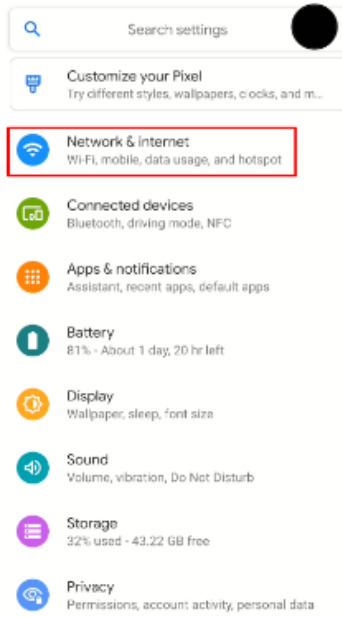 Search settings
Customize your Pixel
Try different styles, wallpapers, clocks, and m...
Network & internet
Wi-Fi, mobile, data usage, and hotspot
Connected devices
Bluetooth, driving mode, NFC
Apps & notifications
Assistant, recent apps, default apps
Battery
81% - About 1 day, 20 hr left
Display
Wallpaper, sleep, font size
Sound
Volume, vibration, Do Not Disturb
Storage
32% used - 43.22 GB free
Privacy
Permissions, account activity, personal data